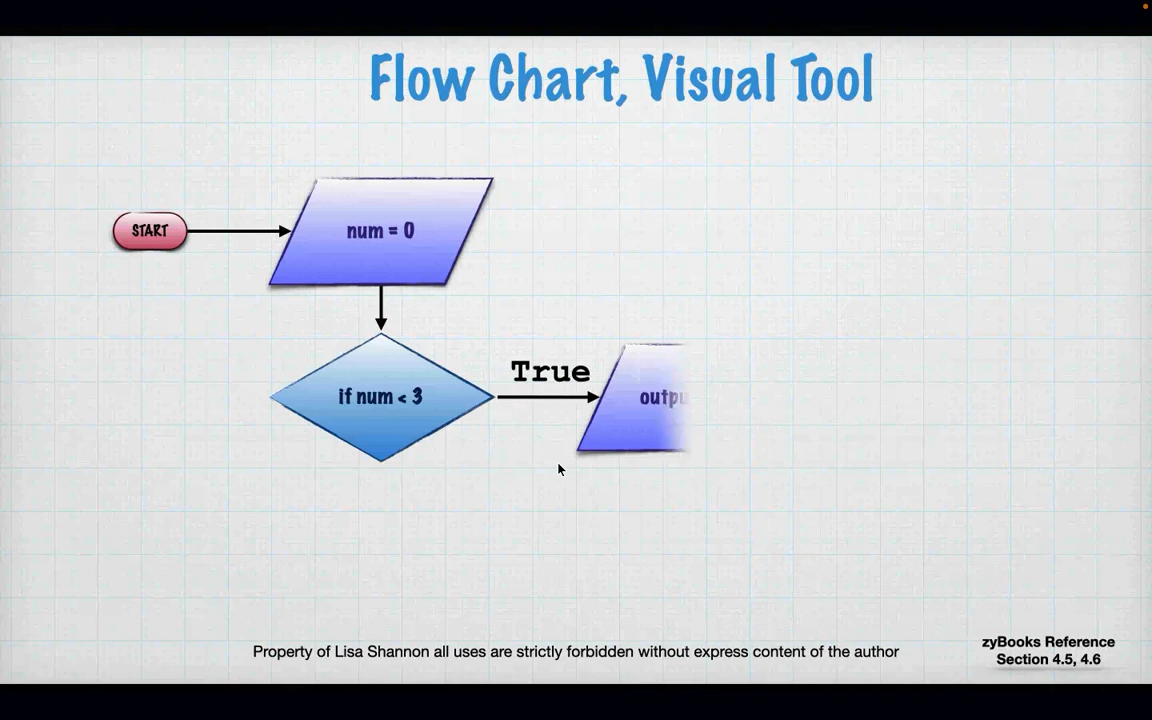 Flow Chart, Visual Tool
START
num = 0
if num < 3
True
zyBooks Reference
Section 4.5, 4.6
Property of Lisa Shannon all uses are strictly forbidden without express content of the author